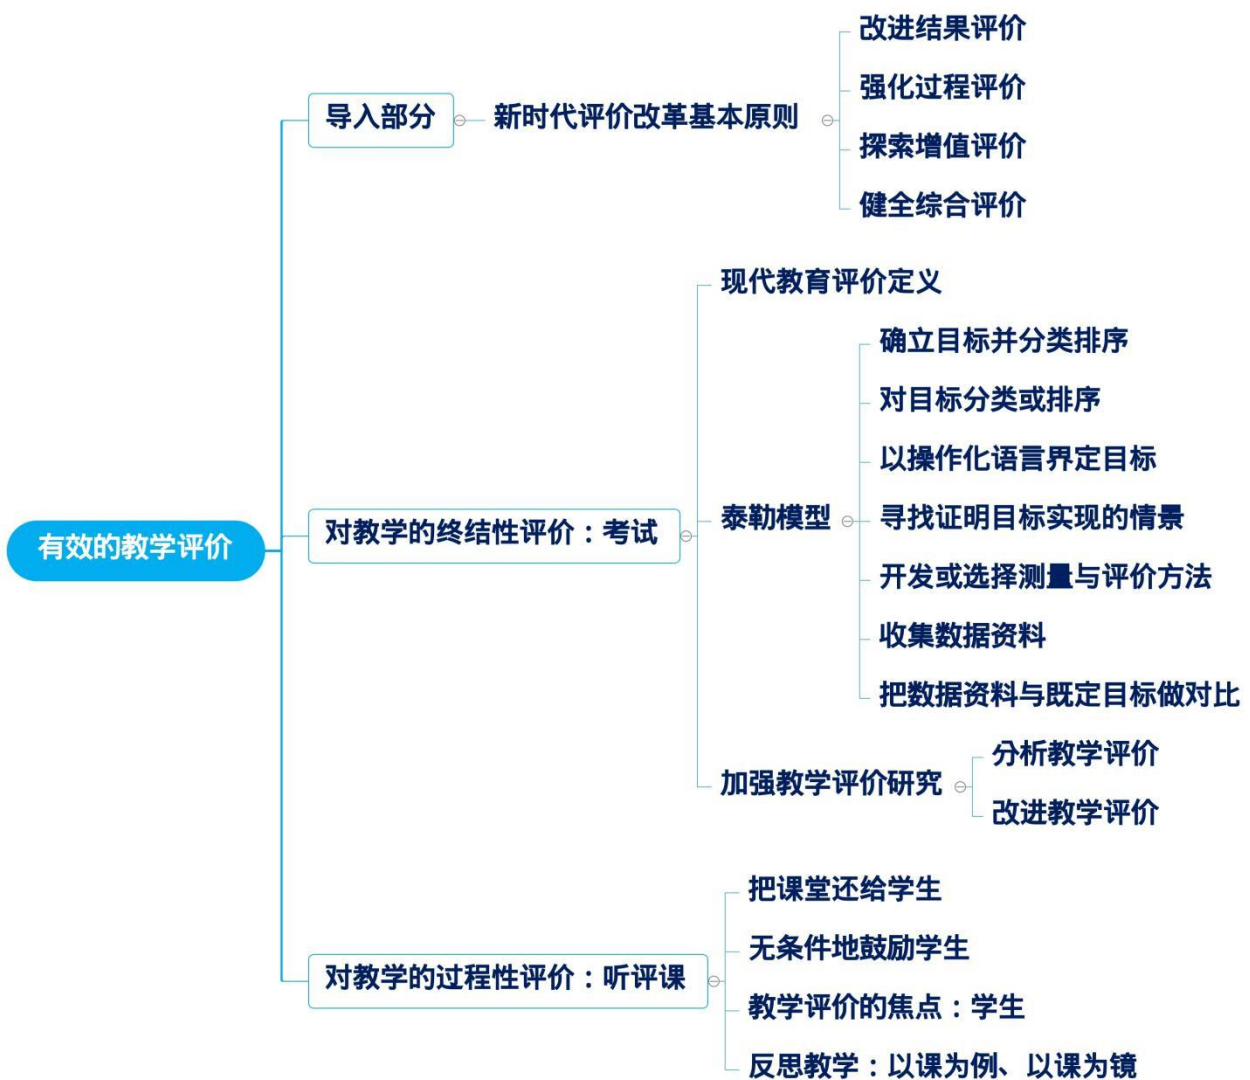 有效的教学评价
导入部分
新时代评价改革基本原则
改进结果评价
强化过程评价
探索增值评价
健全综合评价
对教学的终结性评价：考试
现代教育评价定义
泰勒模型
确立目标并分类排序
对目标分类或排序
以操作化语言界定目标
寻找证明目标实现的情景
开发或选择测量与评价方法
收集数据资料
把数据资料与既定目标做对比
加强教学评价研究
分析教学评价
改进教学评价
对教学的过程性评价：听评课
把课堂还给学生
无条件地鼓励学生
教学评价的焦点：学生
反思教学：以课为例、以课为镜